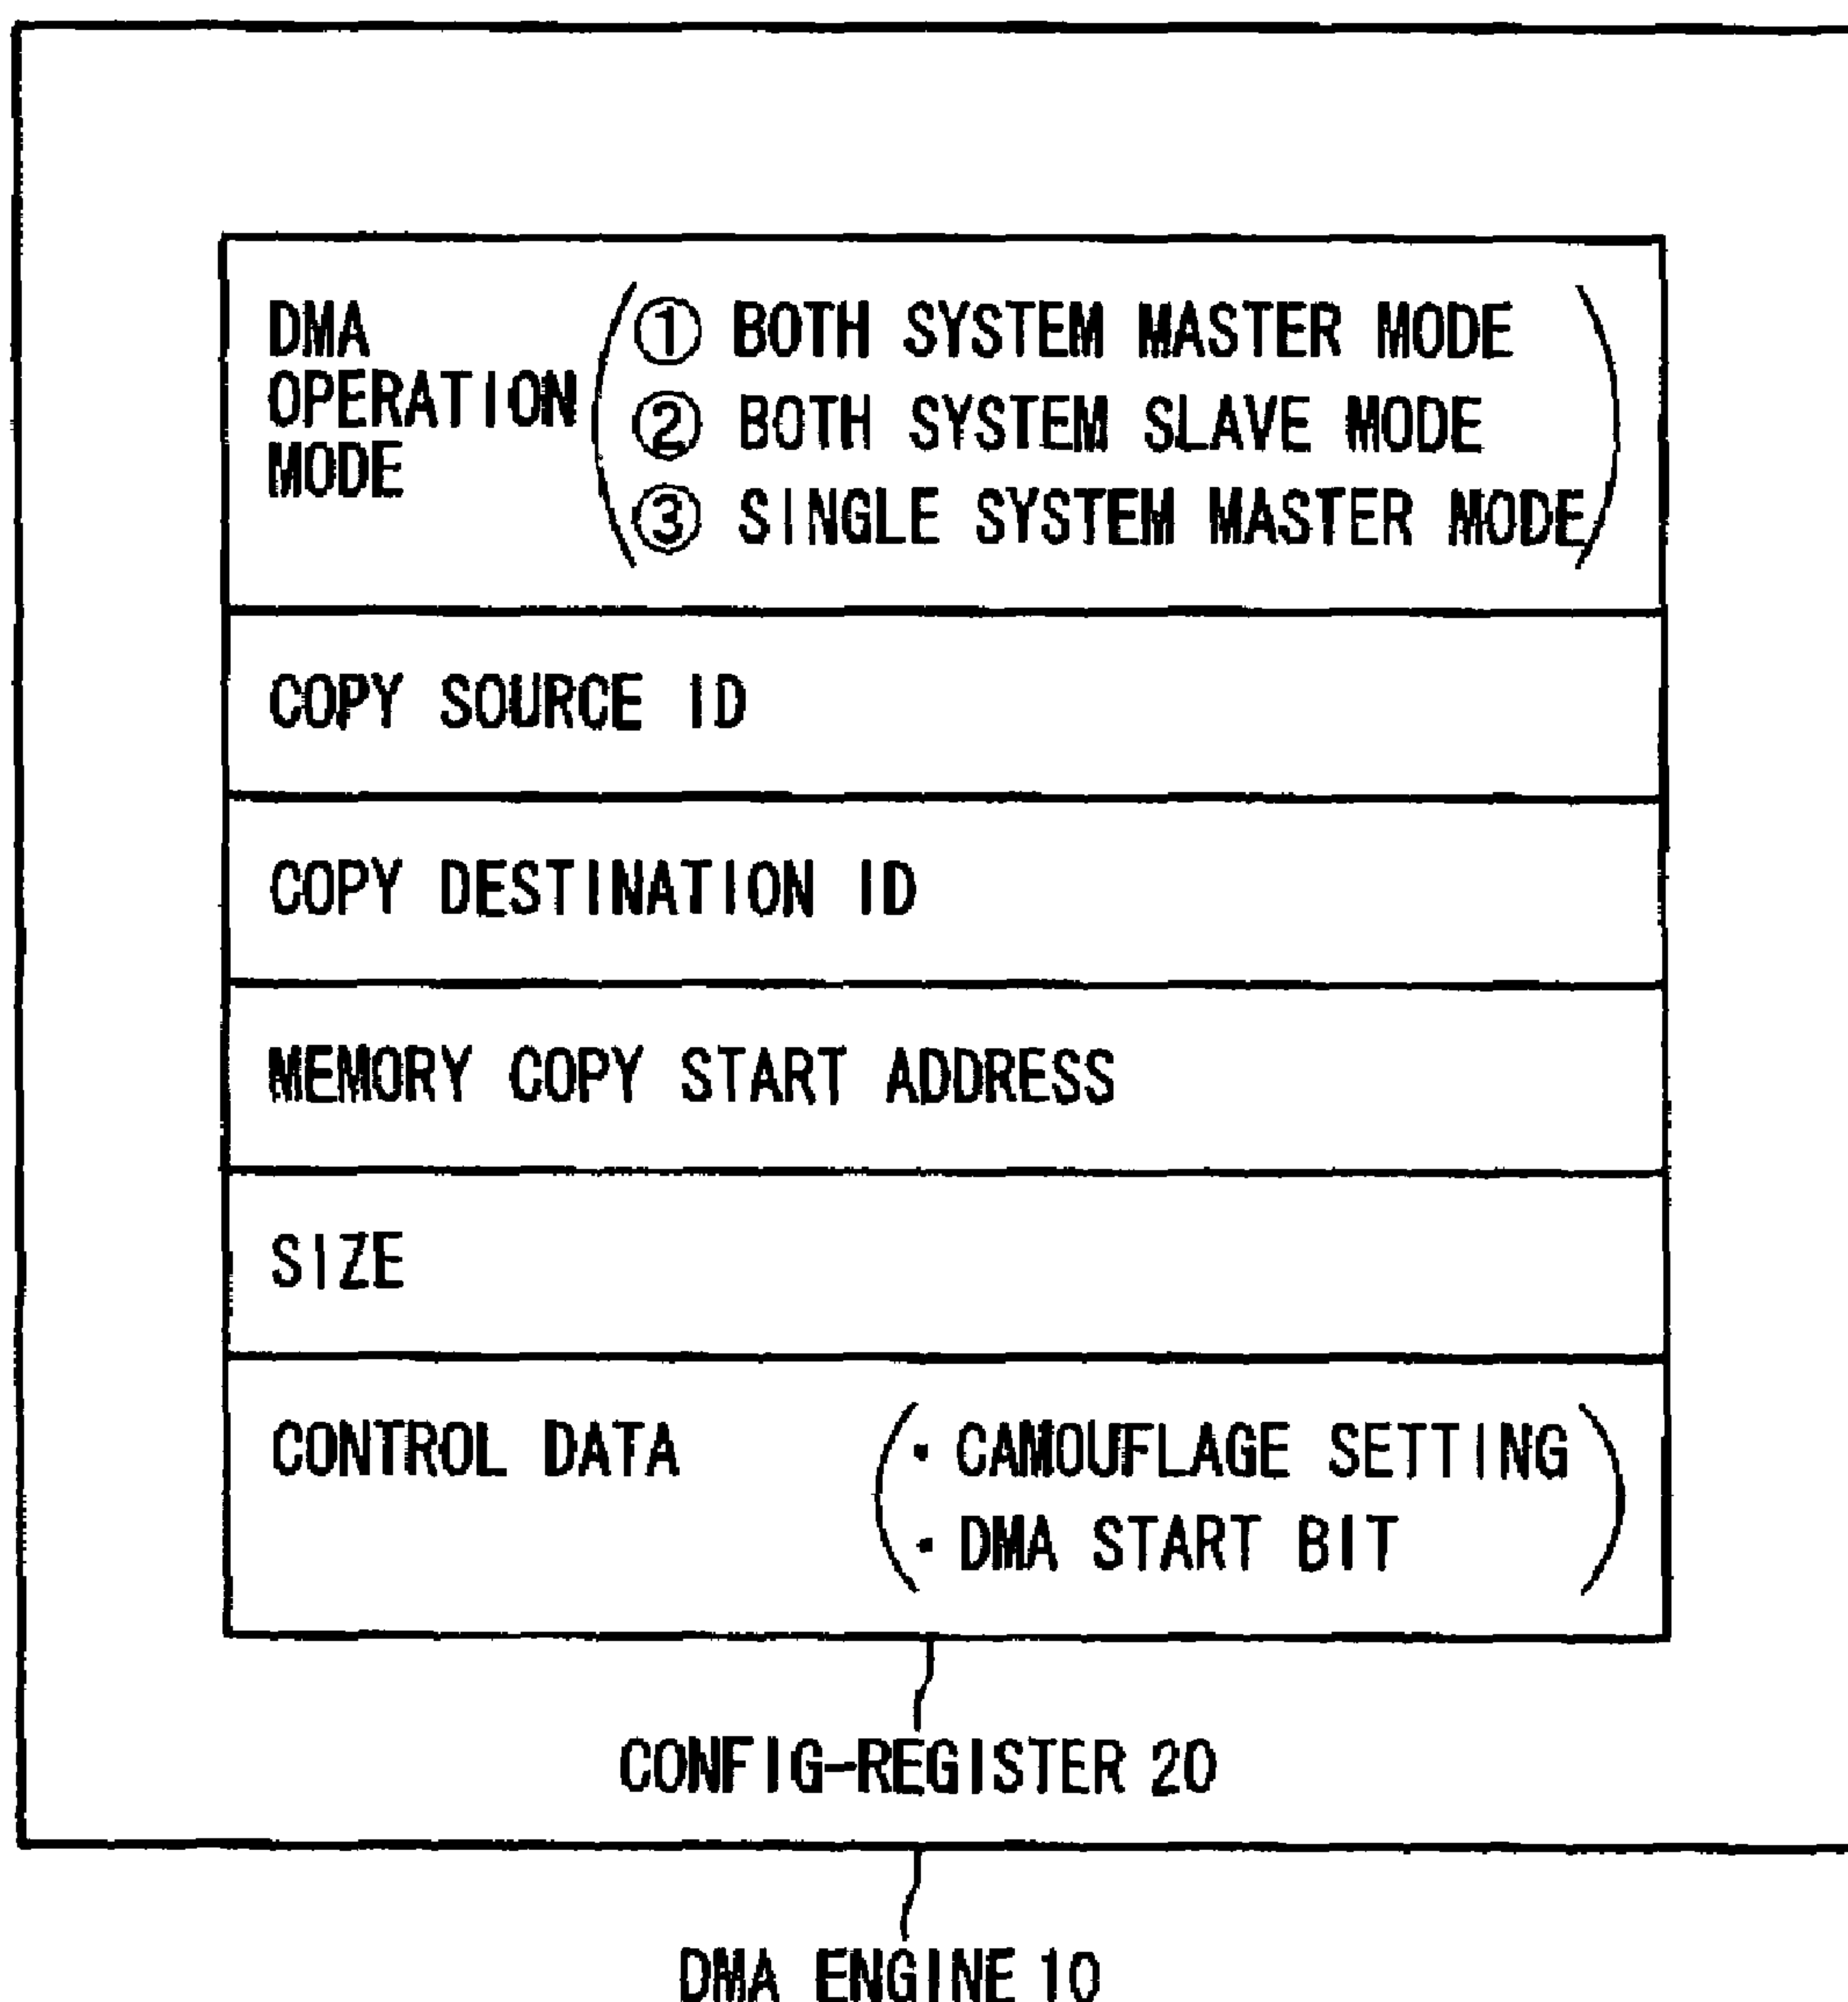 DMA
OPERATION
MODE
① BOTH SYSTEM MASTER MODE
② BOTH SYSTEM SLAVE MODE
③ SINGLE SYSTEM MASTER MODE
COPY SOURCE ID
COPY DESTINATION ID
MEMORY COPY START ADDRESS
SIZE
CONTROL DATA
· CAMOUFLAGE SETTING
· DMA START BIT
CONFIG-REGISTER 20
DMA ENGINE 10